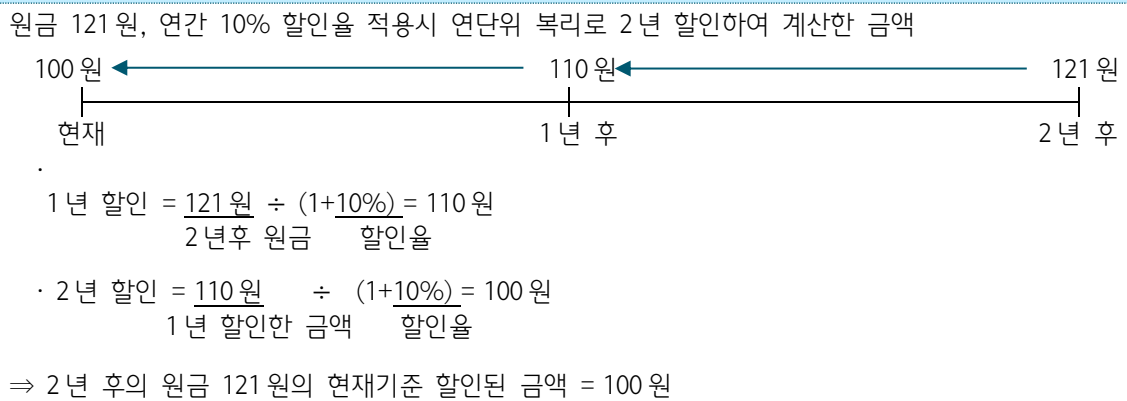 원금 121원, 연간 10% 할인율 적용시 연단위 복리로 2년 할인하여 계산한 금액
100원 110원 121원
현재 1년 후 2년 후
·
1년 할인 = 121원 ÷ (1+10%) = 110원
2년후 원금 할인율
· 2년 할인 = 110원 ÷ (1+10%) = 100원
1년 할인한 금액 할인율
⇒ 2년 후의 원금 121원의 현재기준 할인된 금액 = 100원